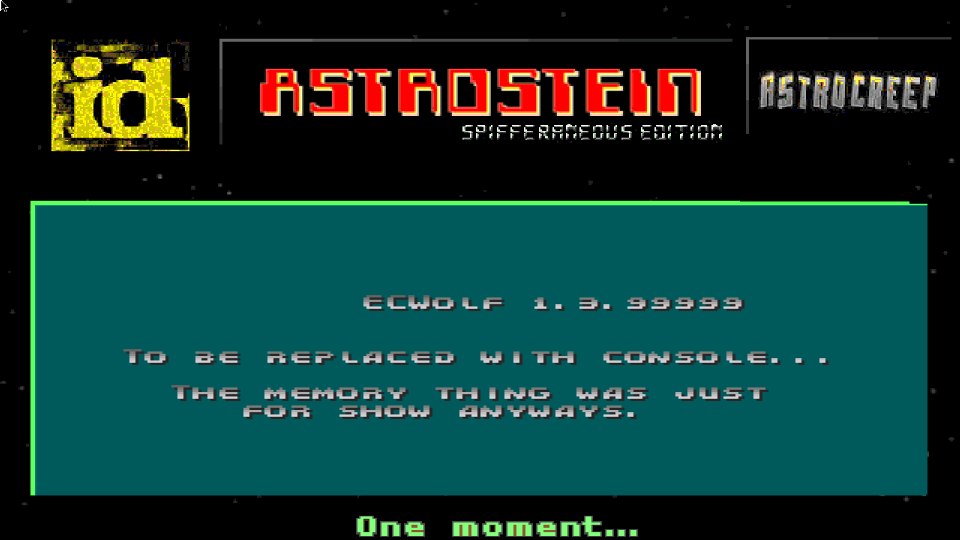 id
ASTROSTEIN
SPIFFERANEOUS EDITION
ASTROCREEP
ECWolf 1.3.99999
To be replaced with console...
The memory thing was just
for show anyways.
One moment...